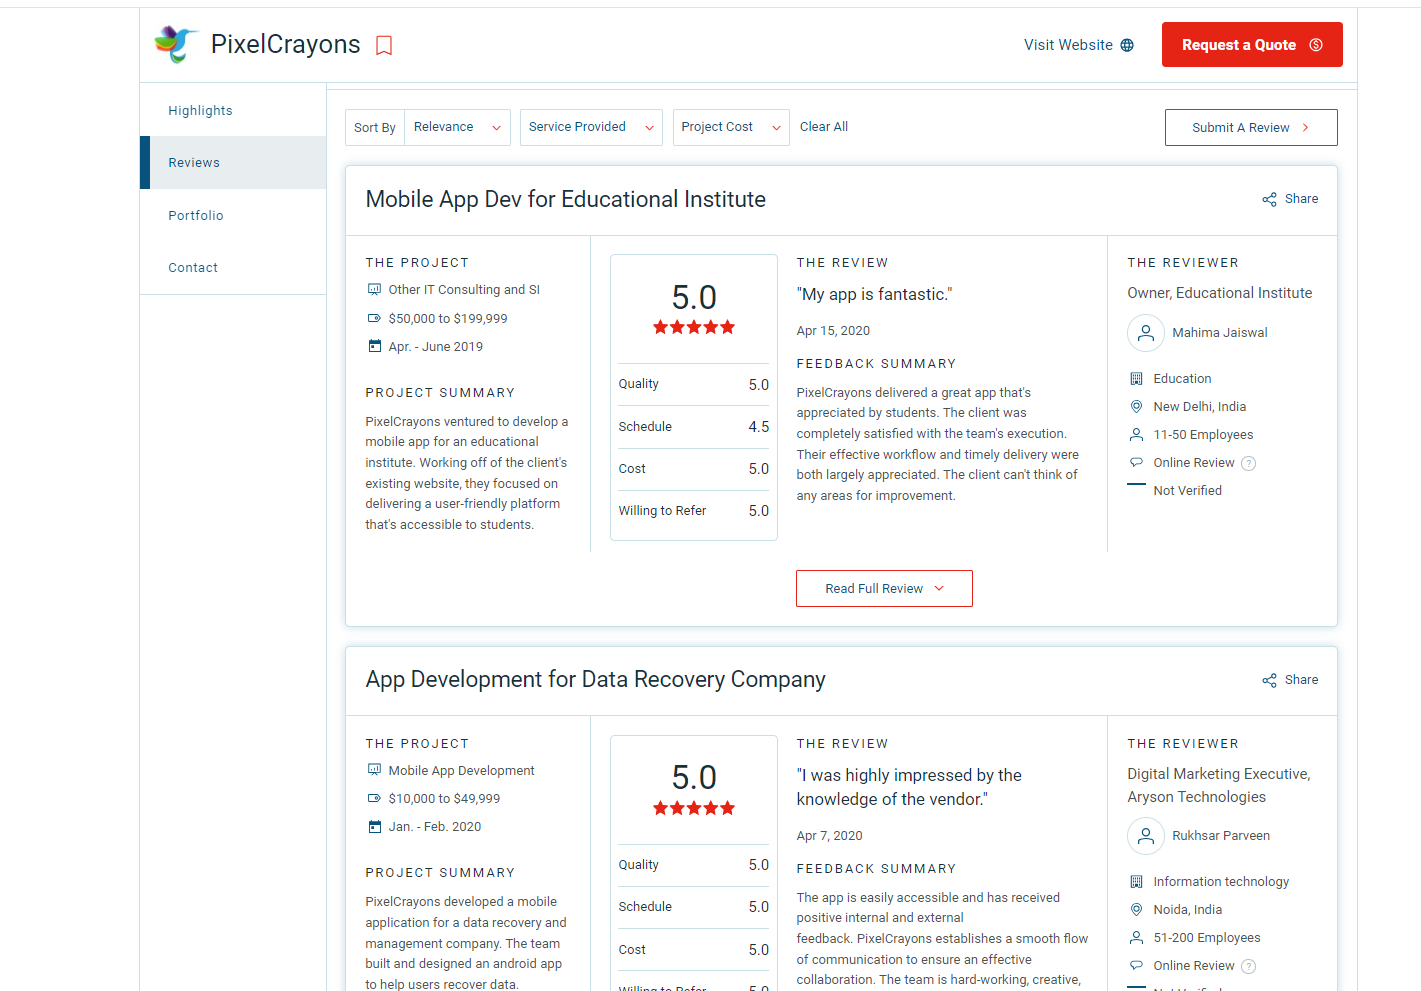 PixelCrayons
Visit Website
Request a Quote
Highlights
Reviews
Portfolio
Contact
Sort By Relevance
Service Provided
Project Cost
Clear All
Submit A Review
Mobile App Dev for Educational Institute
Share
THE PROJECT
Other IT Consulting and SI
$50,000 to $199,999
Apr. - June 2019
PROJECT SUMMARY
PixelCrayons ventured to develop a
mobile app for an educational
institute. Working off of the client's
existing website, they focused on
delivering a user-friendly platform
that's accessible to students.
5.0
Quality 5.0
Schedule 4.5
Cost 5.0
Willing to Refer 5.0
THE REVIEW
"My app is fantastic."
Apr 15, 2020
FEEDBACK SUMMARY
PixelCrayons delivered a great app that's
appreciated by students. The client was
completely satisfied with the team's execution.
Their effective workflow and timely delivery were
both largely appreciated. The client can't think of
any areas for improvement.
Read Full Review
THE REVIEWER
Owner, Educational Institute
Mahima Jaiswal
Education
New Delhi, India
11-50 Employees
Online Review ?
Not Verified
App Development for Data Recovery Company
Share
THE PROJECT
Mobile App Development
$10,000 to $49,999
Jan. - Feb. 2020
PROJECT SUMMARY
PixelCrayons developed a mobile
application for a data recovery and
management company. The team
built and designed an android app
to help users recover data.
5.0
Quality 5.0
Schedule 5.0
Cost 5.0
Willing to Refer 5.0
THE REVIEW
"I was highly impressed by the
knowledge of the vendor."
Apr 7, 2020
FEEDBACK SUMMARY
The app is easily accessible and has received
positive internal and external
feedback. PixelCrayons establishes a smooth flow
of communication to ensure an effective
collaboration. The team is hard-working, creative,
THE REVIEWER
Digital Marketing Executive,
Aryson Technologies
Rukhsar Parveen
Information technology
Noida, India
51-200 Employees
Online Review ?
Not Verified